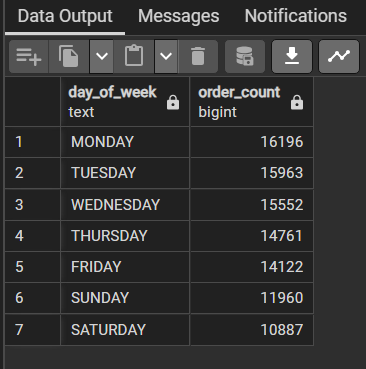 Data Output Messages Notifications
day_of_week order_count
text bigint
1 MONDAY 16196
2 TUESDAY 15963
3 WEDNESDAY 15552
4 THURSDAY 14761
5 FRIDAY 14122
6 SUNDAY 11960
7 SATURDAY 10887